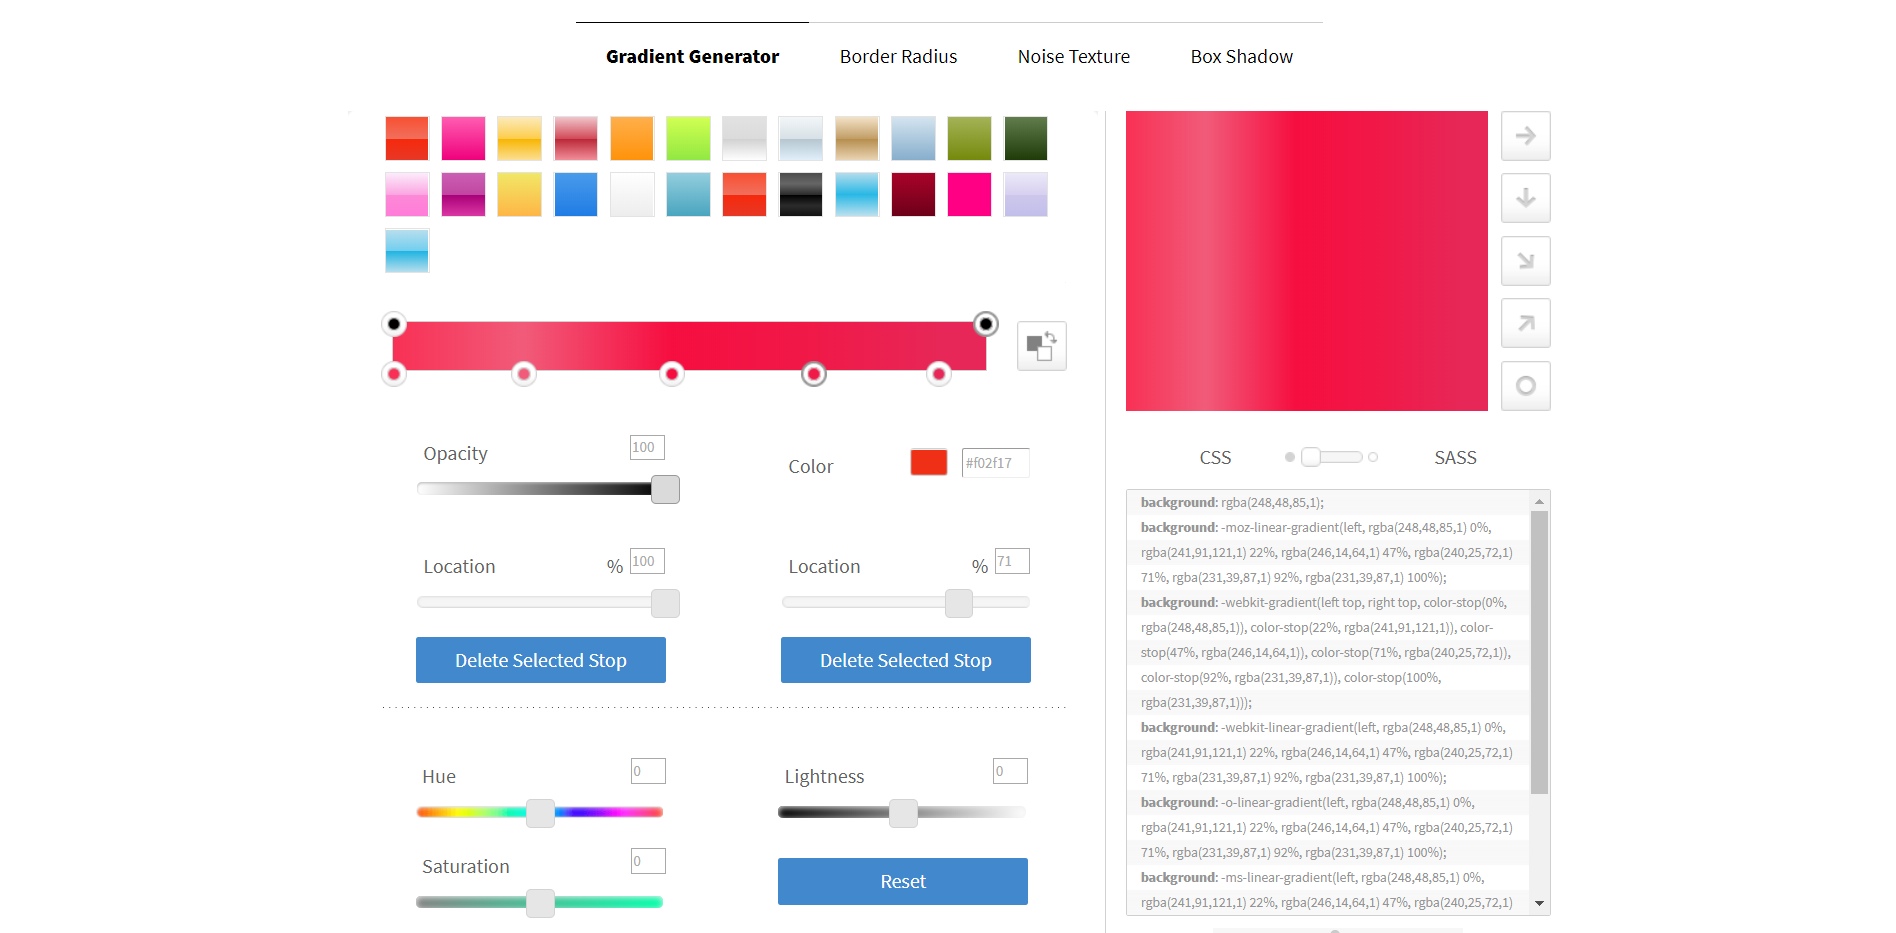 Gradient Generator
Border Radius
Noise Texture
Box Shadow
Opacity
100
Color
#f02f17
Location
%
100
Location
%
71
Delete Selected Stop
Delete Selected Stop
Hue
0
Lightness
0
Saturation
0
Reset
CSS
SASS
background: rgba(248,48,85,1);
background: -moz-linear-gradient(left, rgba(248,48,85,1) 0%,
rgba(241,91,121,1) 22%, rgba(246,14,64,1) 47%, rgba(240,25,72,1)
71%, rgba(231,39,87,1) 92%, rgba(231,39,87,1) 100%);
background: -webkit-gradient(left top, right top, color-stop(0%,
rgba(248,48,85,1)), color-stop(22%, rgba(241,91,121,1)), color-
stop(47%, rgba(246,14,64,1)), color-stop(71%, rgba(240,25,72,1)),
color-stop(92%, rgba(231,39,87,1)), color-stop(100%,
rgba(231,39,87,1)));
background: -webkit-linear-gradient(left, rgba(248,48,85,1) 0%,
rgba(241,91,121,1) 22%, rgba(246,14,64,1) 47%, rgba(240,25,72,1)
71%, rgba(231,39,87,1) 92%, rgba(231,39,87,1) 100%);
background: -o-linear-gradient(left, rgba(248,48,85,1) 0%,
rgba(241,91,121,1) 22%, rgba(246,14,64,1) 47%, rgba(240,25,72,1)
71%, rgba(231,39,87,1) 92%, rgba(231,39,87,1) 100%);
background: -ms-linear-gradient(left, rgba(248,48,85,1) 0%,
rgba(241,91,121,1) 22%, rgba(246,14,64,1) 47%, rgba(240,25,72,1)